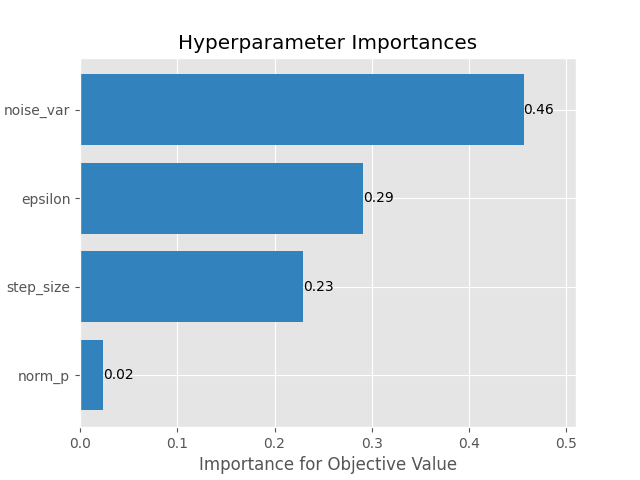 Hyperparameter Importances
noise_var
0.46
epsilon
0.29
step_size
0.23
norm_p
0.02
0.0 0.1 0.2 0.3 0.4 0.5
Importance for Objective Value